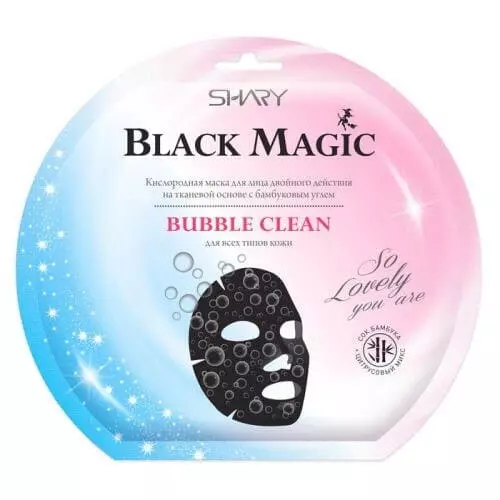 SHARY
BLACK MAGIC
Кислородная маска для лица двойного действия
на тканевой основе с бамбуковым углем
BUBBLE CLEAN
для всех типов кожи
So
Lovely
you are
СОК БАМБУКА
+ ЦИТРУСОВЫЙ МИКС